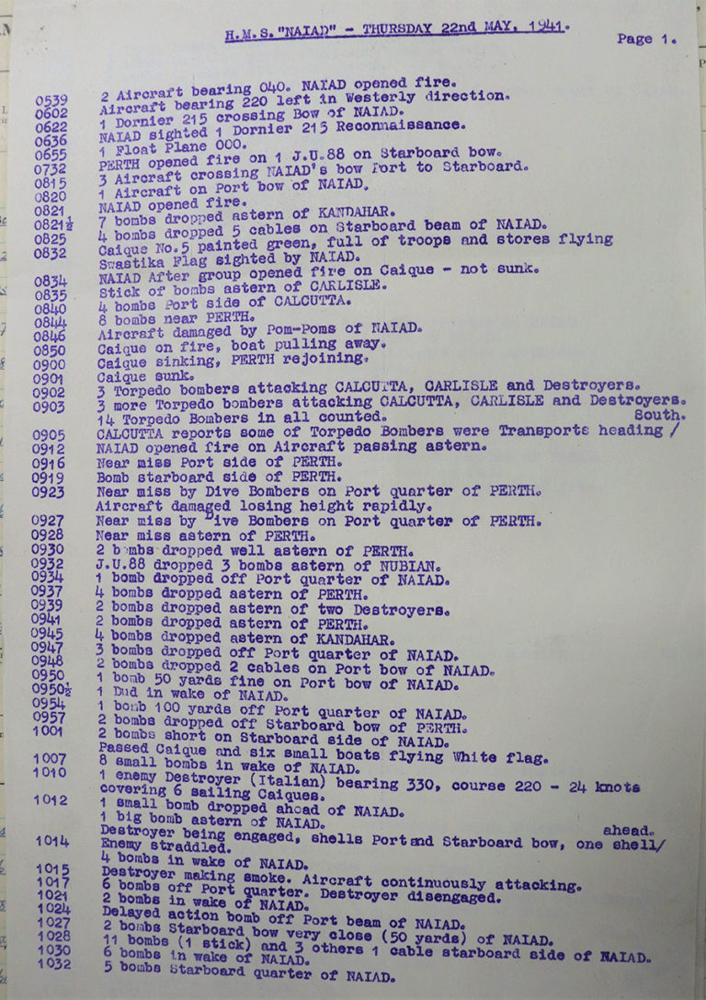 H.M.S. "NAIAD" - THURSDAY 22nd MAY, 1941.
Page 1.
0539 2 Aircraft bearing 040. NAIAD opened fire.
0602 Aircraft bearing 220 left in Westerly direction.
0622 1 Dornier 215 crossing Bow of NAIAD.
0636 NAIAD sighted 1 Dornier 215 Reconnaissance.
0655 1 Float Plane 000.
0732 PERTH opened fire on 1 J.U.88 on Starboard bow.
0815 3 Aircraft crossing NAIAD's bow Port to Starboard.
0820 1 Aircraft on Port bow of NAIAD.
0821 NAIAD opened fire.
0821½ 7 bombs dropped astern of KANDAHAR.
0825 4 bombs dropped 5 cables on Starboard beam of NAIAD.
0832 Caique No.5 painted green, full of troops and stores flying
Swastika Flag sighted by NAIAD.
0834 NAIAD After group opened fire on Caique - not sunk.
0835 Stick of bombs astern of CARLISLE.
0840 4 bombs Port side of CALCUTTA.
0844 8 bombs near PERTH.
0846 Aircraft damaged by Pom-Poms of NAIAD.
0850 Caique on fire, boat pulling away.
0900 Caique sinking, PERTH rejoining.
0901 Caique sunk.
0902 3 Torpedo bombers attacking CALCUTTA, CARLISLE and Destroyers.
0903 3 more Torpedo bombers attacking CALCUTTA, CARLISLE and Destroyers.
14 Torpedo Bombers in all counted. South.
0905 CALCUTTA reports some of Torpedo Bombers were Transports heading /
0912 NAIAD opened fire on Aircraft passing astern.
0916 Near miss Port side of PERTH.
0919 Bomb starboard side of PERTH.
0923 Near miss by Dive Bombers on Port quarter of PERTH.
Aircraft damaged losing height rapidly.
0927 Near miss by Dive Bombers on Port quarter of PERTH.
0928 Near miss astern of PERTH.
0930 2 bombs dropped well astern of PERTH.
0932 J.U.88 dropped 3 bombs astern of NUBIAN.
0934 1 bomb dropped off Port quarter of NAIAD.
0937 4 bombs dropped astern of PERTH.
0939 2 bombs dropped astern of two Destroyers.
0941 2 bombs dropped astern of PERTH.
0945 4 bombs dropped astern of KANDAHAR.
0947 3 bombs dropped off Port quarter of NAIAD.
0948 2 bombs dropped 2 cables on Port bow of NAIAD.
0950 1 bomb 50 yards fine on Port bow of NAIAD.
0950½ 1 Dud in wake of NAIAD.
0954 1 bomb 100 yards off Port quarter of NAIAD.
0957 2 bombs dropped off Starboard bow of PERTH.
1001 2 bombs short on Starboard side of NAIAD.
Passed Caique and six small boats flying White flag.
1007 8 small bombs in wake of NAIAD.
1010 1 enemy Destroyer (Italian) bearing 330, course 220 - 24 knots
covering 6 sailing Caiques.
1012 1 small bomb dropped ahead of NAIAD.
1 big bomb astern of NAIAD. ahead.
Destroyer being engaged, shells Port and Starboard bow, one shell/
1014 Enemy straddled.
4 bombs in wake of NAIAD.
1015 Destroyer making smoke. Aircraft continuously attacking.
1017 6 bombs off Port quarter. Destroyer disengaged.
1021 2 bombs in wake of NAIAD.
1024 Delayed action bomb off Port beam of NAIAD.
1027 2 bombs Starboard bow very close (50 yards) of NAIAD.
1028 11 bombs (1 stick) and 3 others 1 cable starboard side of NAIAD.
1030 6 bombs in wake of NAIAD.
1032 5 bombs Starboard quarter of NAIAD.